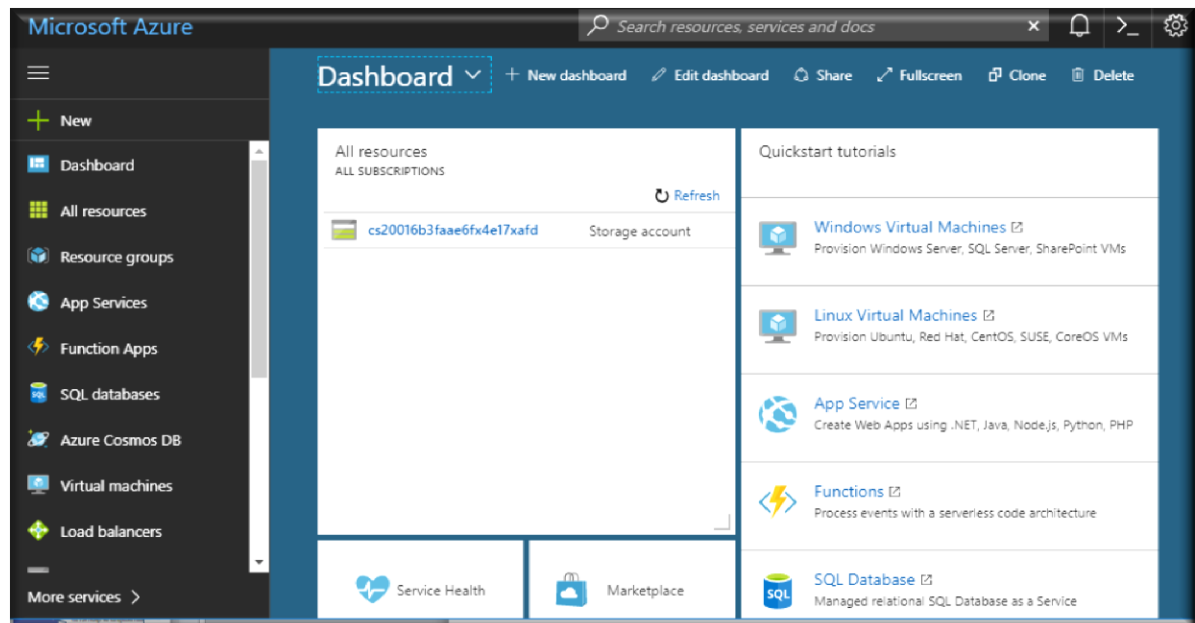 Microsoft Azure
Search resources, services and docs
Dashboard
New dashboard
Edit dashboard
Share
Fullscreen
Clone
Delete
New
Dashboard
All resources
Resource groups
App Services
Function Apps
SQL databases
Azure Cosmos DB
Virtual machines
Load balancers
More services
All resources
ALL SUBSCRIPTIONS
Refresh
cs20016b3faae6fx4e17xafd Storage account
Service Health
Marketplace
Quickstart tutorials
Windows Virtual Machines
Provision Windows Server, SQL Server, SharePoint VMs
Linux Virtual Machines
Provision Ubuntu, Red Hat, CentOS, SUSE, CoreOS VMs
App Service
Create Web Apps using .NET, Java, Node.js, Python, PHP
Functions
Process events with a serverless code architecture
SQL
SQL Database
Managed relational SQL Database as a Service